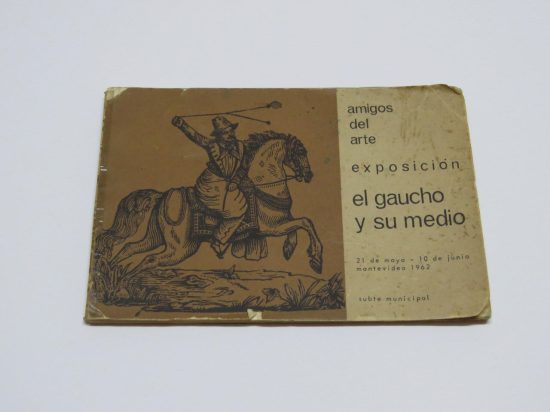 amigos
del
arte
exposición
el gaucho
y su medio
21 de mayo - 10 de junio
montevideo 1962
subte municipal